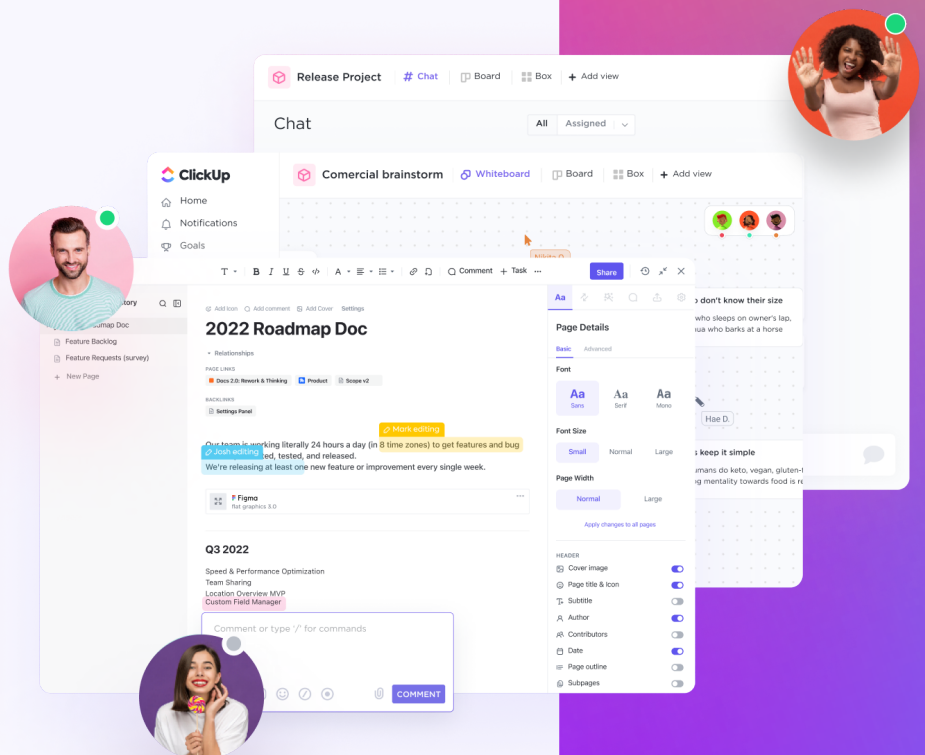 Release Project
Chat
Board
Box
+ Add view
Chat
All
Assigned
ClickUp
Comercial brainstorm
Whiteboard
Board
Box
+ Add view
Home
Notifications
Goals
T
B I U S </>
A
Comment
+ Task
...
Share
Doc
Feature Backlog
Feature Requests (survey)
+ New Page
Add Icon
Add comment
Add Cover
Settings
2022 Roadmap Doc
Relationships
PAGE LINKS
Docs 2.0: Rework & Thinking
Product
Scope v2
BACKLINKS
Settings Panel
Mark editing
Our team is working literally 24 hours a day (in 8 time zones) to get features and bug
Josh editing
tested, and released.
We're releasing at least one new feature or improvement every single week.
Figma
flat graphics 3.0
Q3 2022
Speed & Performance Optimization
Team Sharing
Location Overview MVP
Custom Field Manager
Comment or type '/' for commands
COMMENT
Aa
Page Details
Basic
Advanced
Font
Aa
Aa
Aa
Sans
Serif
Mono
Font Size
Small
Normal
Large
Page Width
Normal
Large
Apply changes to all pages
HEADER
Cover image
Page title & Icon
Subtitle
Author
Contributors
Date
Page outline
Subpages
don't know their size
who sleeps on owner's lap,
who barks at a horse
Hae D.
keep it simple
do keto, vegan,
mentality towards food is